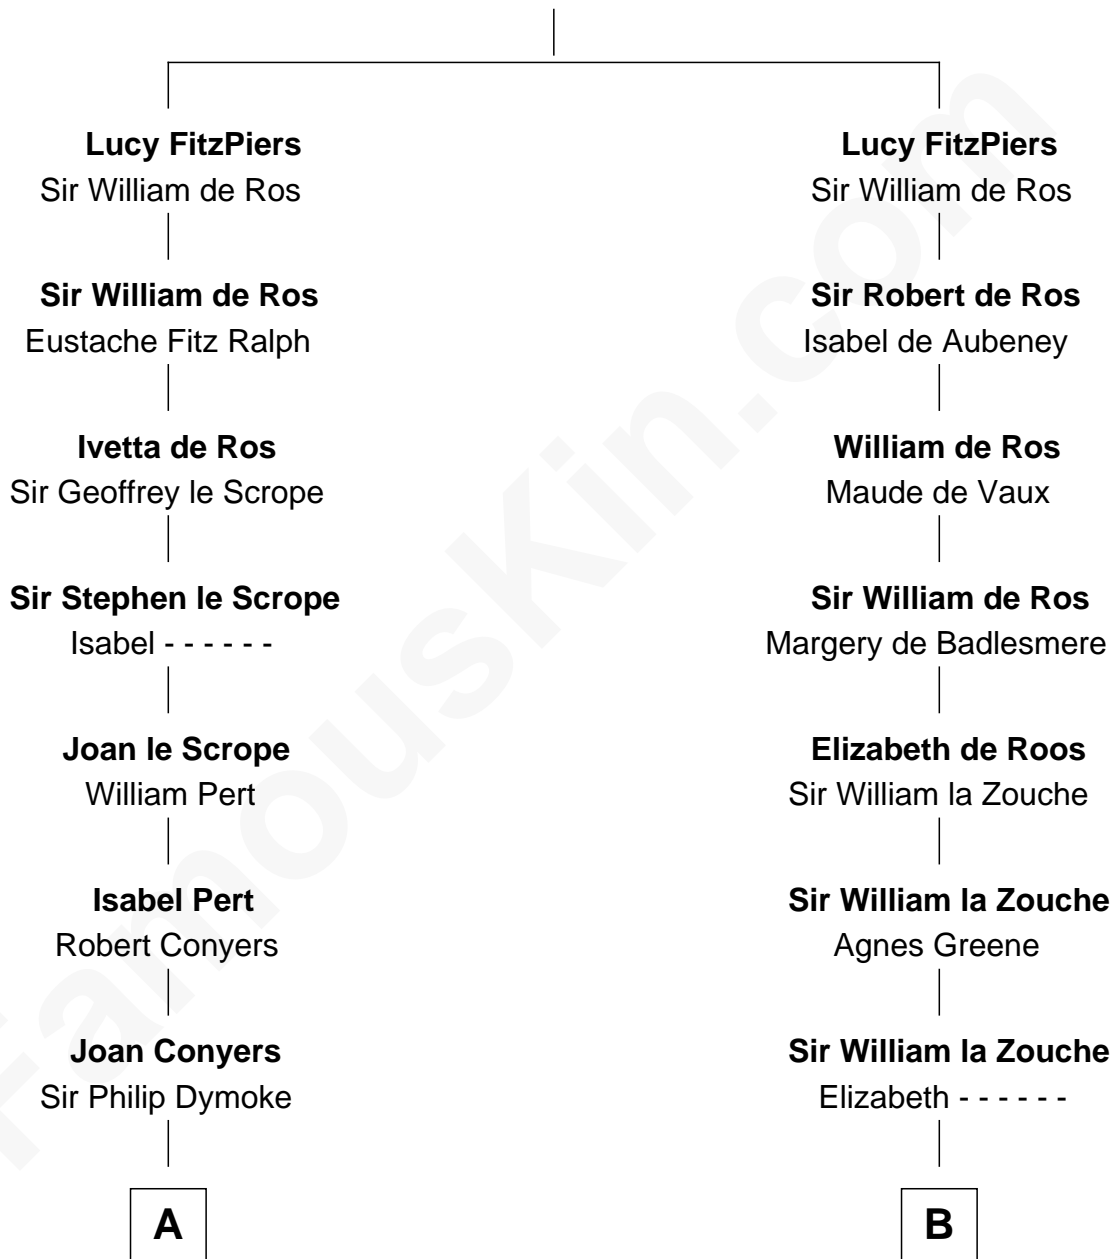 Lucy FitzPiers
Sir William de Ros
Sir William de Ros
Eustache Fitz Ralph
Ivetta de Ros
Sir Geoffrey le Scrope
Sir Stephen le Scrope
Isabel - - - - - -
Joan le Scrope
William Pert
Isabel Pert
Robert Conyers
Joan Conyers
Sir Philip Dymoke
A
Lucy FitzPiers
Sir William de Ros
Sir Robert de Ros
Isabel de Aubeney
William de Ros
Maude de Vaux
Sir William de Ros
Margery de Badlesmere
Elizabeth de Roos
Sir William la Zouche
Sir William la Zouche
Agnes Greene
Sir William la Zouche
Elizabeth - - - - - -
B
FamousKin.com